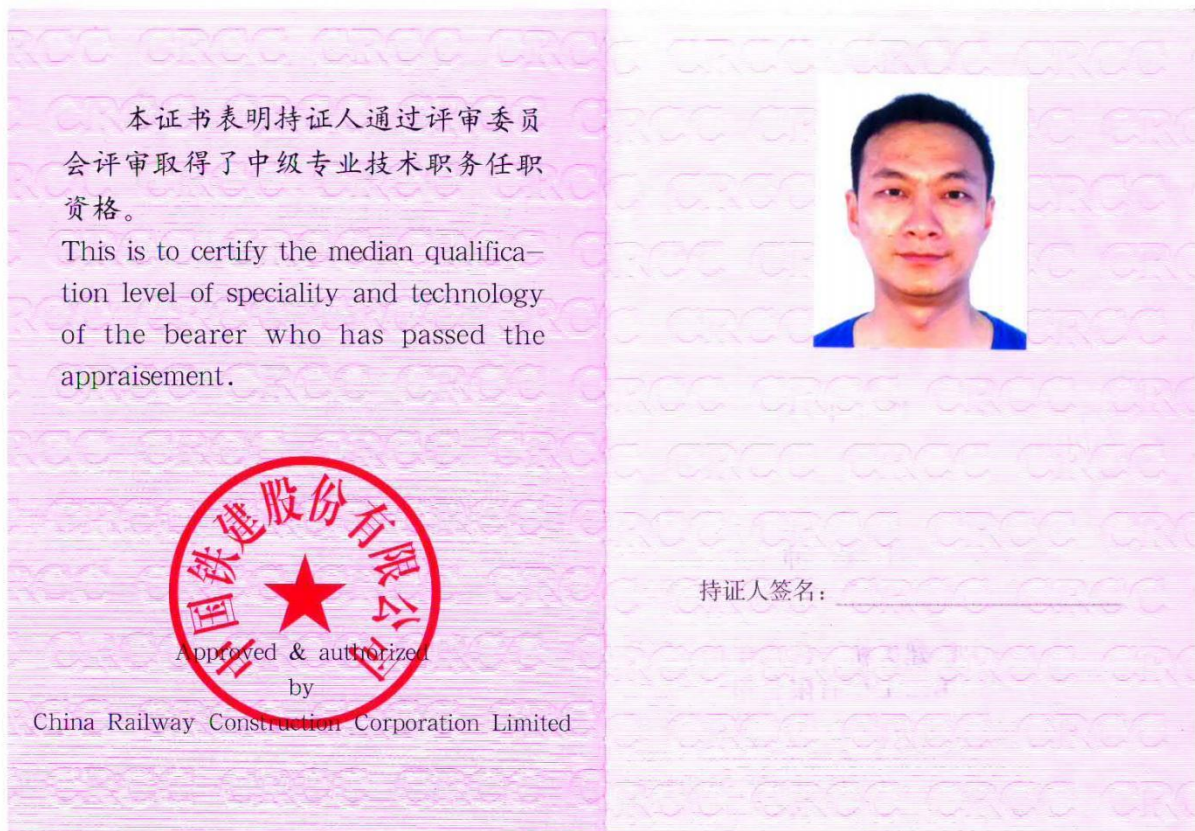 本证书表明持证人通过评审委员
会评审取得了中级专业技术职务任职
资格。
This is to certify the median qualifica-
tion level of speciality and technology
of the bearer who has passed the
appraisement.
中国铁建股份有限公司
Approved & authorized
by
China Railway Construction Corporation Limited
持证人签名：